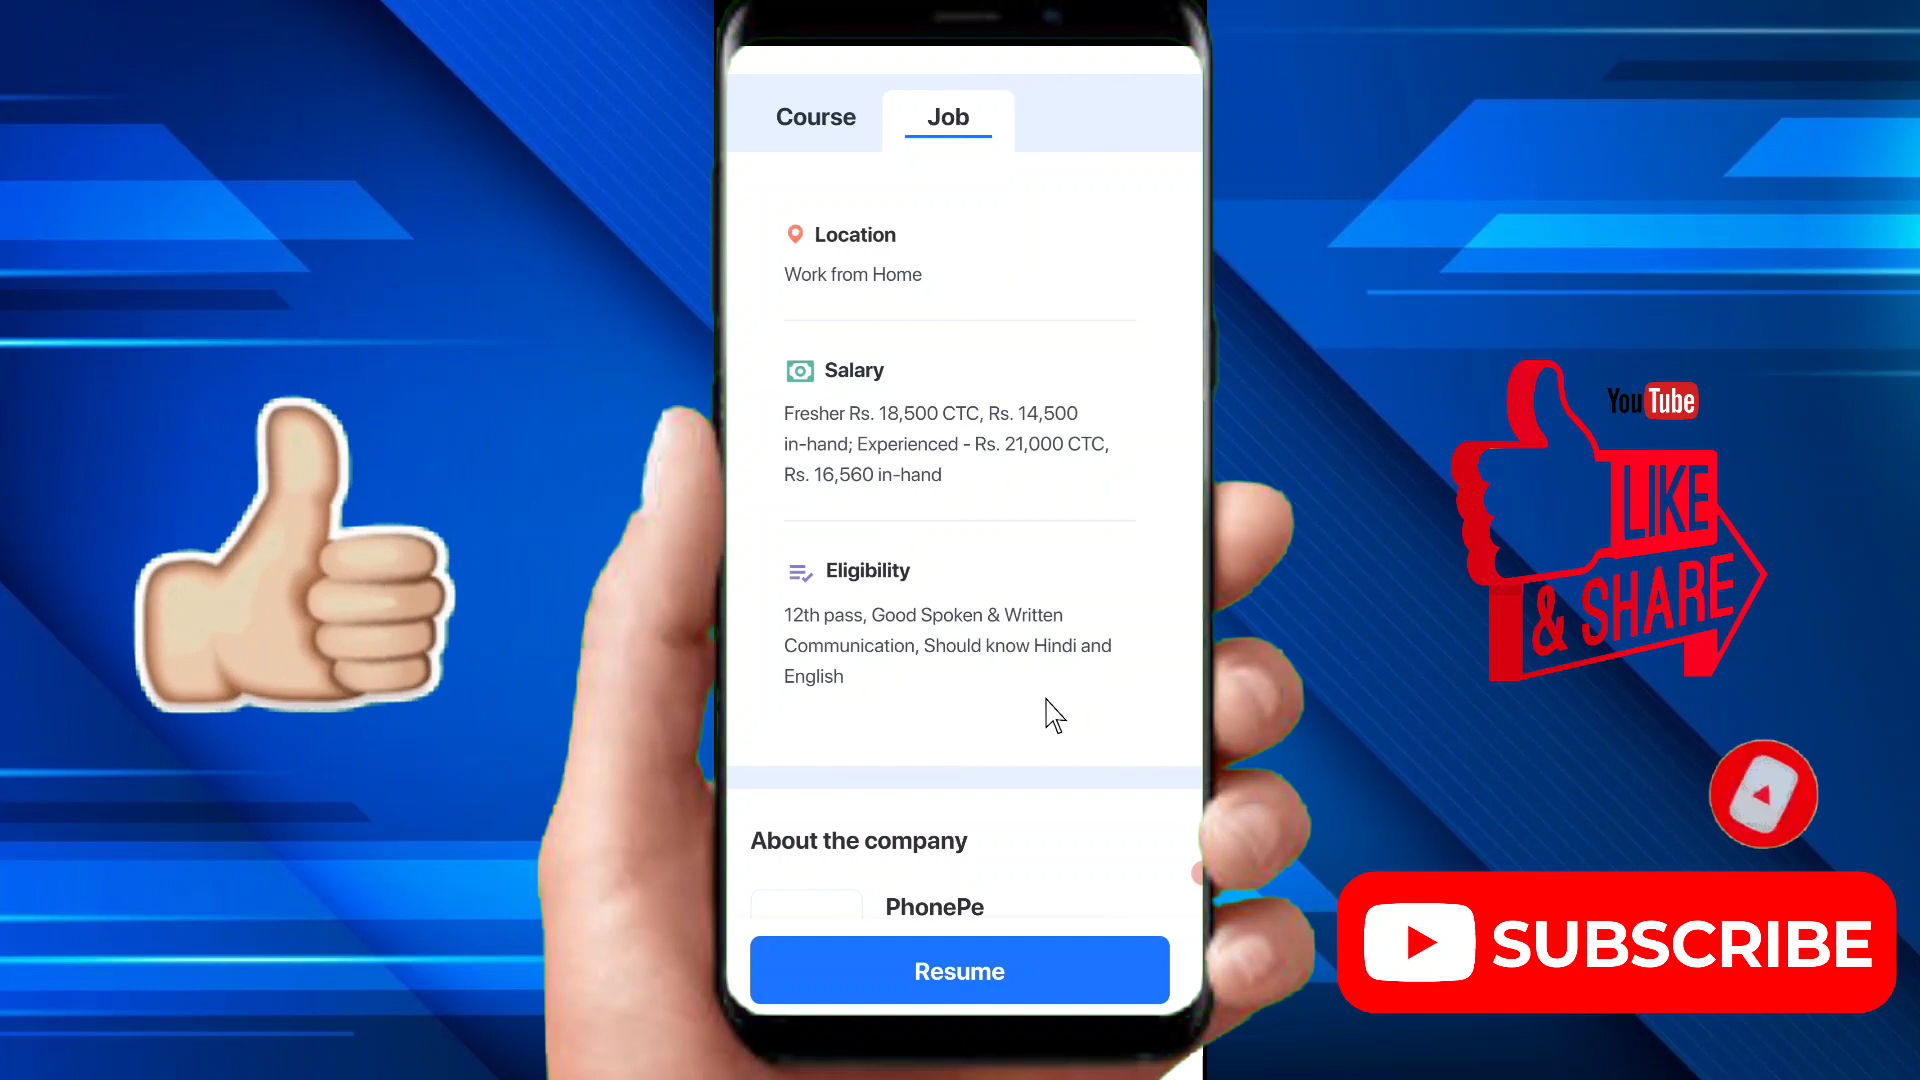 Course
Job
Location
Work from Home
Salary
Fresher Rs. 18,500 CTC, Rs. 14,500
in-hand; Experienced - Rs. 21,000 CTC,
Rs. 16,560 in-hand
Eligibility
12th pass, Good Spoken & Written
Communication, Should know Hindi and
English
About the company
PhonePe
Resume
YouTube
LIKE
& SHARE
SUBSCRIBE